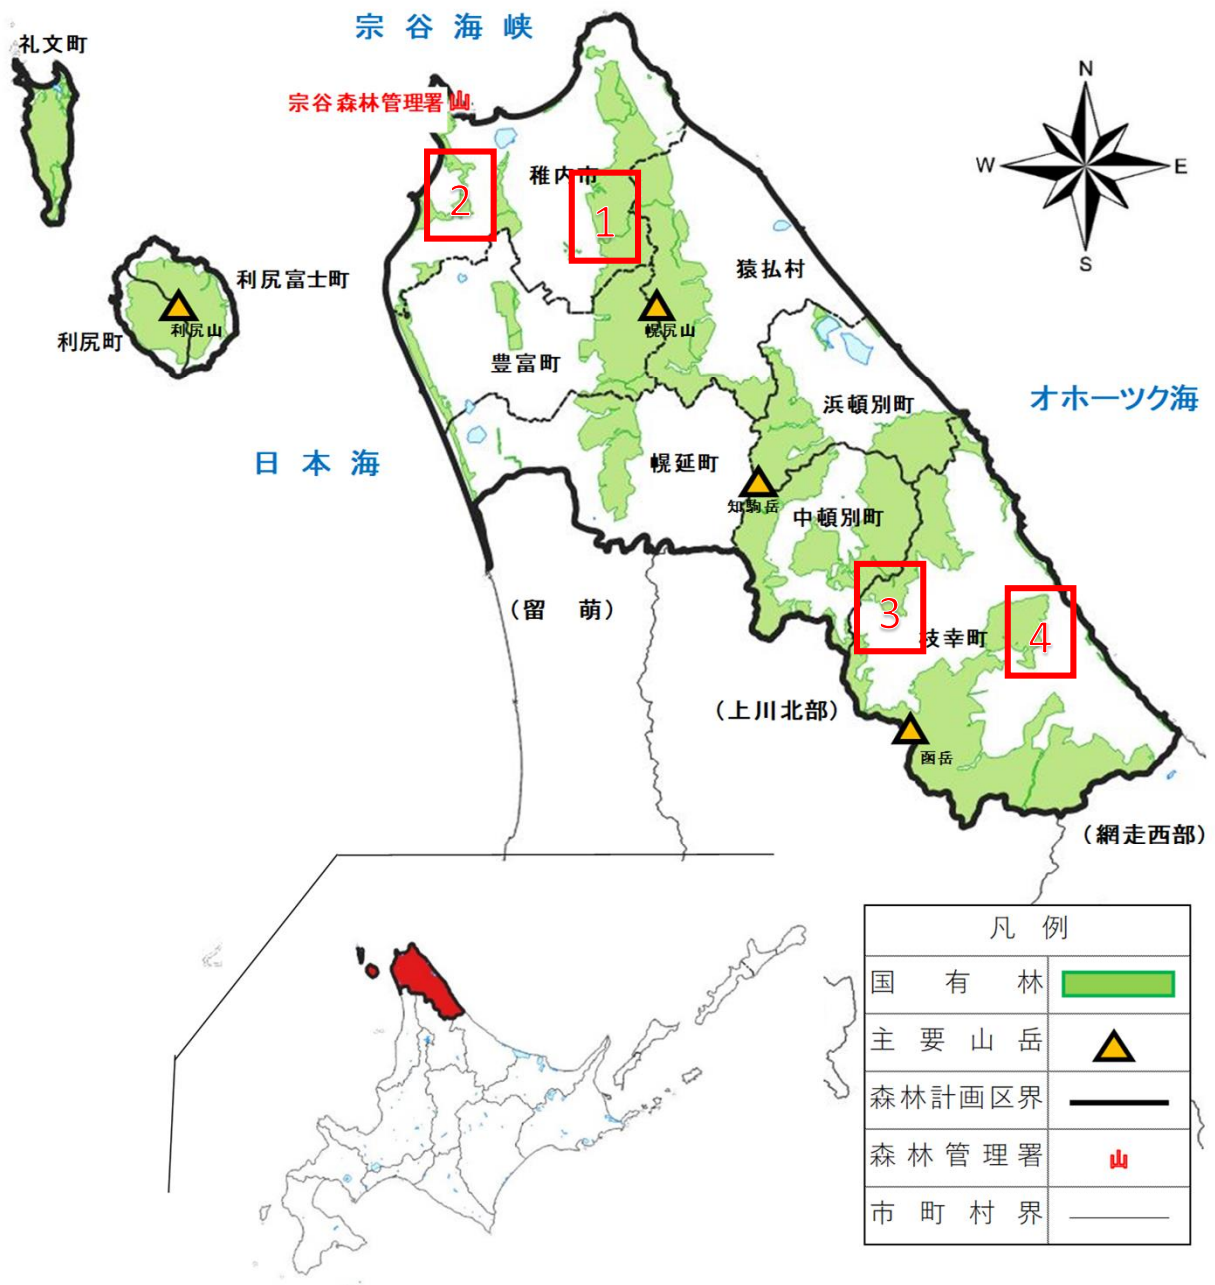 宗谷海峡
礼文町
宗谷森林管理署
N
W
E
S
稚内市
2
1
猿払村
利尻富士町
利尻山
利尻町
幌尻山
豊富町
浜頓別町
オホーツク海
日本海
幌延町
知駒岳
中頓別町
(留萌)
3
枝幸町
4
(上川北部)
函岳
(網走西部)
凡例
国有林
主要山岳
森林計画区界
森林管理署
市町村界